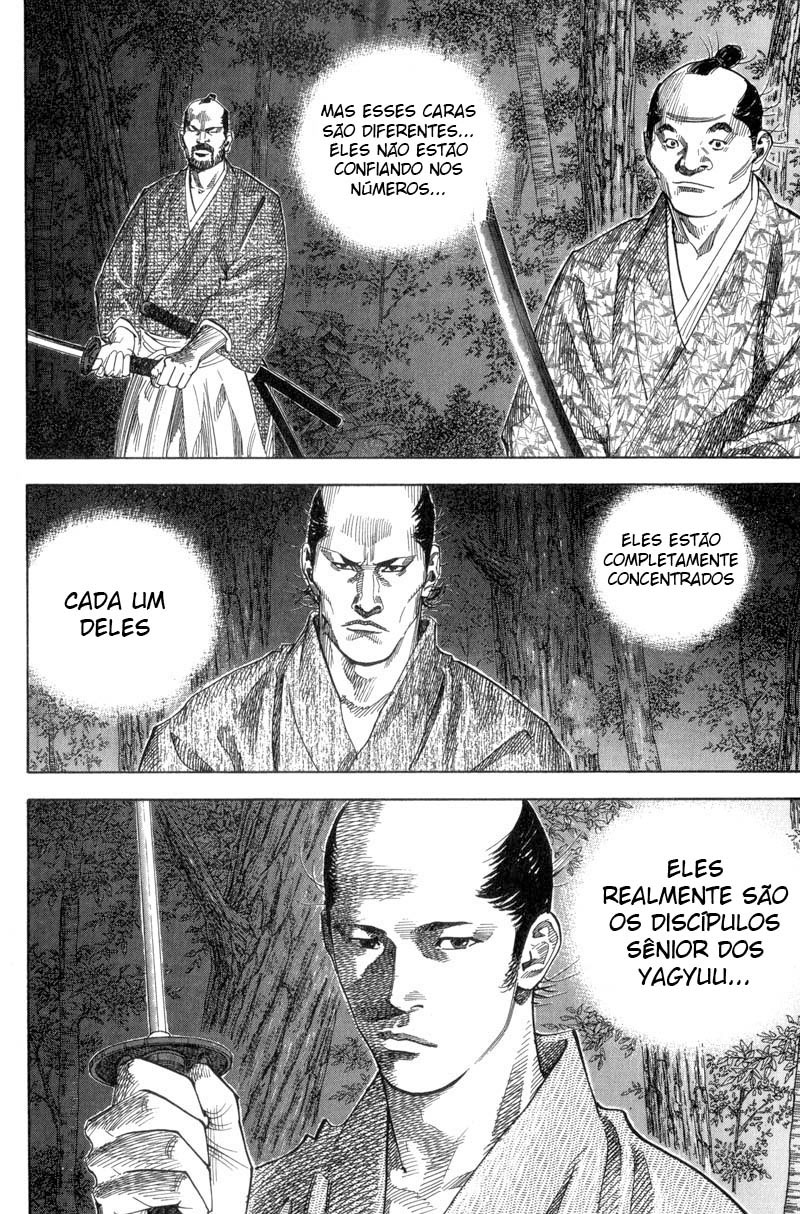 MAS ESSES CARAS
SÃO DIFERENTES...
ELES NÃO ESTÃO
CONFIANDO NOS
NÚMEROS...
ELES ESTÃO
COMPLETAMENTE
CONCENTRADOS
CADA UM
DELES
ELES
REALMENTE SÃO
OS DISCÍPULOS
SÊNIOR DOS
YAGYUU...